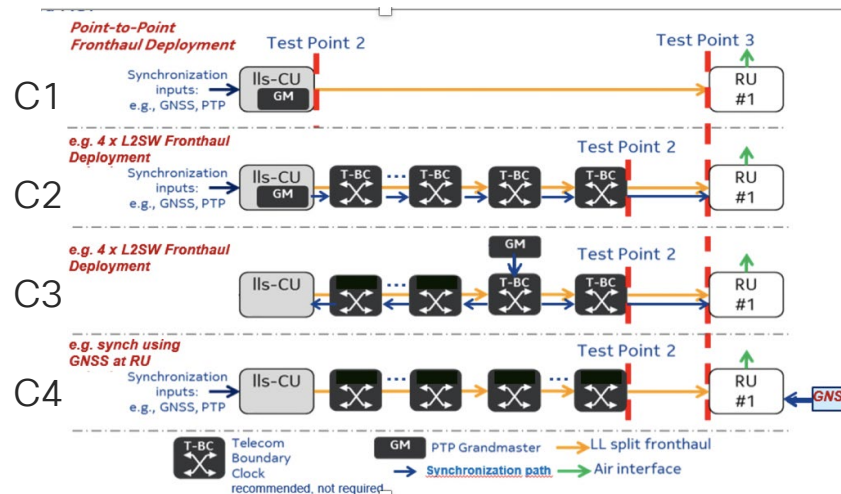 Point-to-Point
Fronthaul Deployment
Test Point 2
Test Point 3
C1
Synchronization
inputs:
e.g., GNSS, PTP
lls-CU
GM
RU
#1
e.g. 4 x L2SW Fronthaul
Deployment
Test Point 2
C2
Synchronization
inputs:
e.g., GNSS, PTP
lls-CU
GM
T-BC
...
T-BC
T-BC
T-BC
RU
#1
e.g. 4 x L2SW Fronthaul
Deployment
GM
Test Point 2
C3
lls-CU
...
T-BC
T-BC
RU
#1
e.g. synch using
GNSS at RU
Test Point 2
C4
Synchronization
inputs:
e.g., GNSS, PTP
lls-CU
...
...
RU
#1
GNS
T-BC
Telecom
Boundary
Clock
recommended, not required
GM
PTP Grandmaster
LL split fronthaul
Synchronization path
Air interface